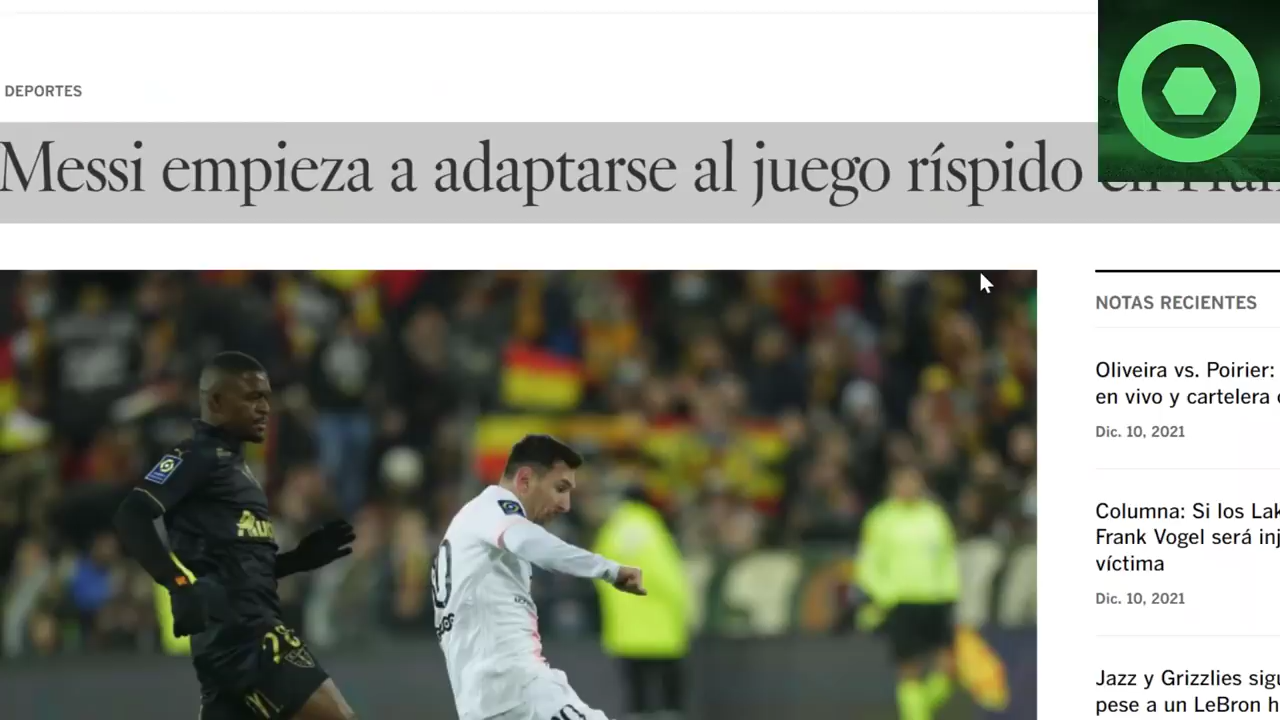 DEPORTES
Messi empieza a adaptarse al juego ríspido en
NOTAS RECIENTES
Oliveira vs. Poirier:
en vivo y cartelera
Dic. 10, 2021
Columna: Si los
Frank Vogel será
víctima
Dic. 10, 2021
Jazz y Grizzlies
pese a un LeBron